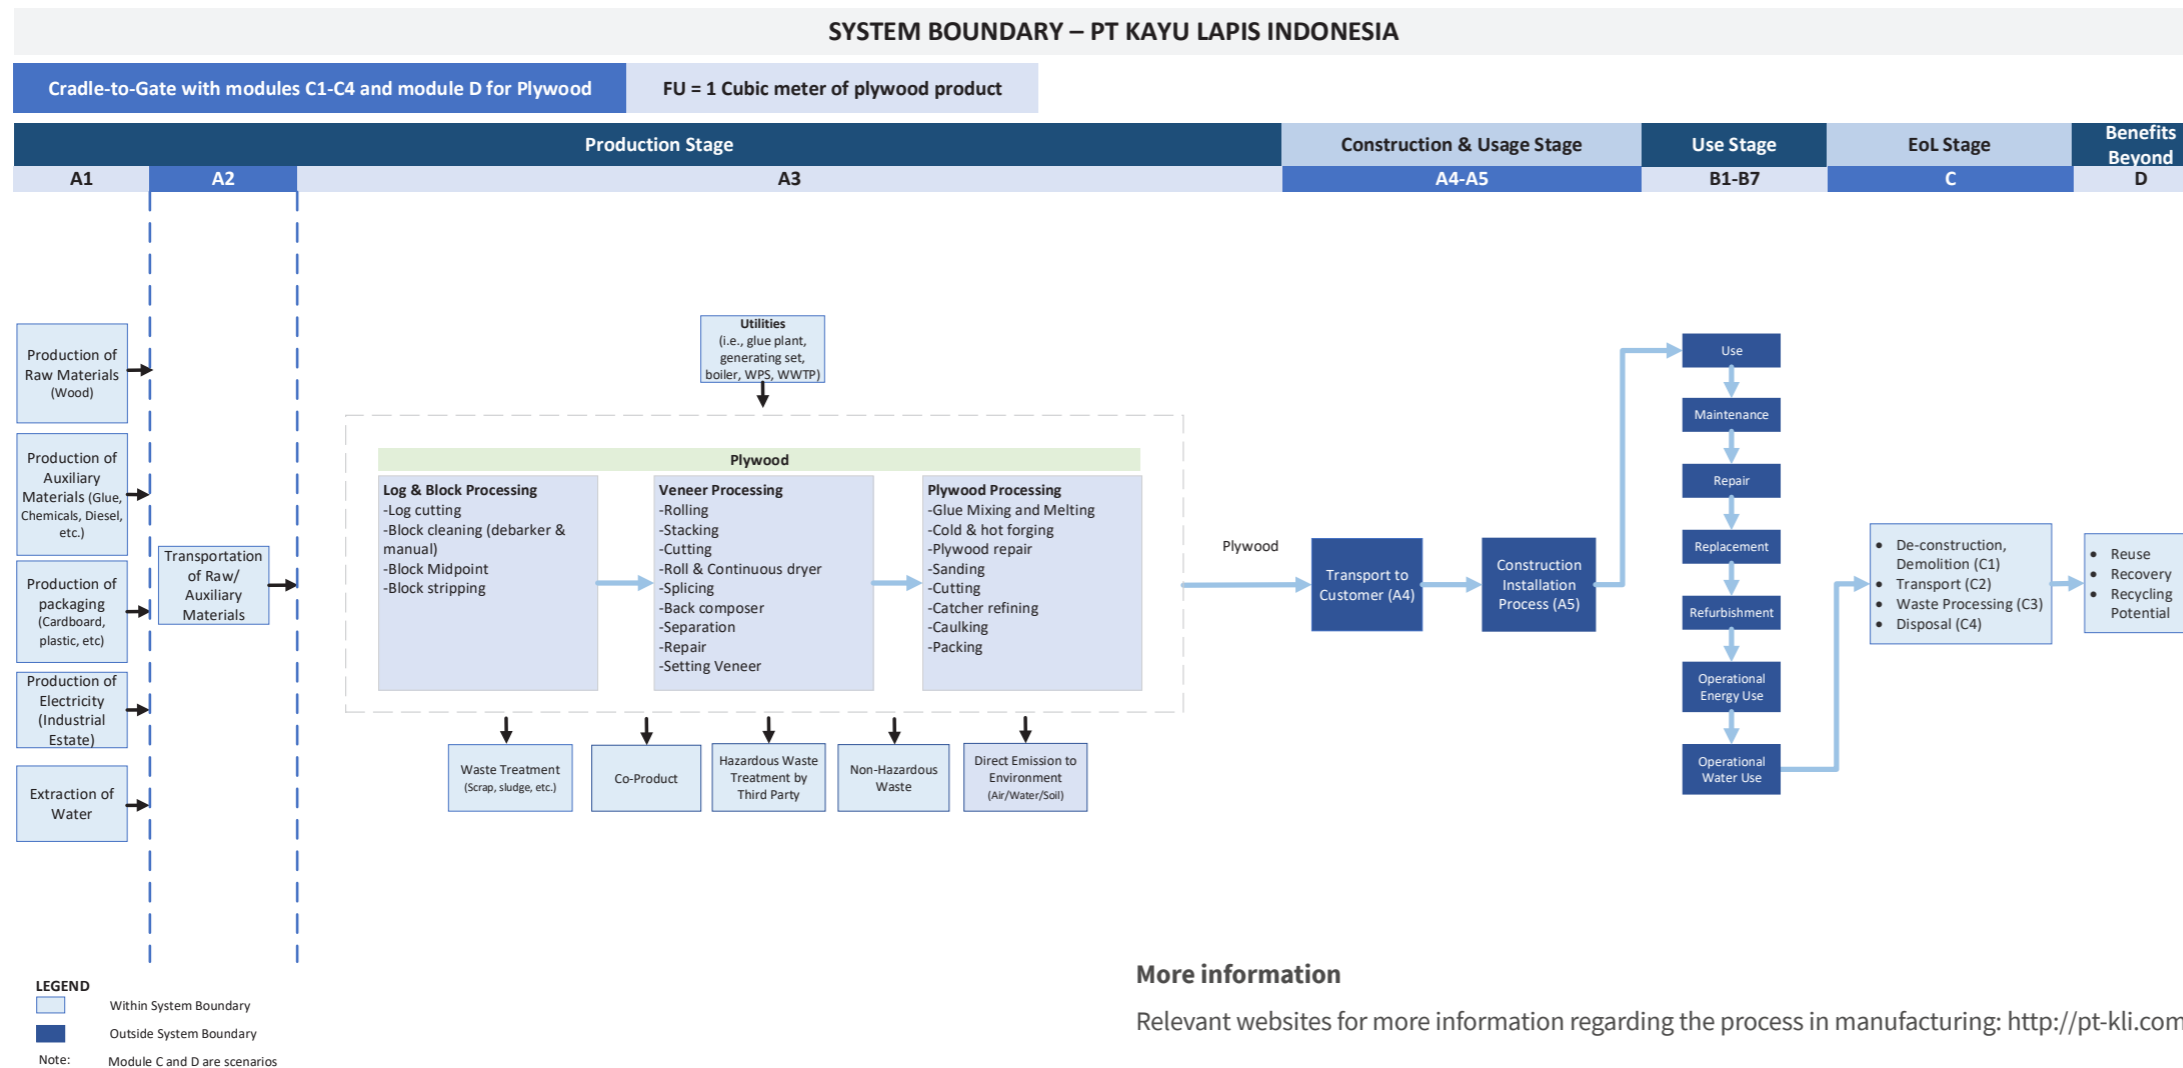 SYSTEM BOUNDARY – PT KAYU LAPIS INDONESIA
Cradle-to-Gate with modules C1-C4 and module D for Plywood
FU = 1 Cubic meter of plywood product
Production Stage
Construction & Usage Stage
Use Stage
EoL Stage
Benefits
Beyond
A1
A2
A3
A4-A5
B1-B7
C
D
Production of
Raw Materials
(Wood)
Production of
Auxiliary
Materials (Glue,
Chemicals, Diesel,
etc.)
Production of
packaging
(Cardboard,
plastic, etc)
Production of
Electricity
(Industrial
Estate)
Extraction of
Water
Transportation
of Raw/
Auxiliary
Materials
Utilities
(i.e., glue plant,
generating set,
boiler, WPS, WWTP)
Plywood
Log & Block Processing
-Log cutting
-Block cleaning (debarker &
manual)
-Block Midpoint
-Block stripping
Veneer Processing
-Rolling
-Stacking
-Cutting
-Roll & Continuous dryer
-Splicing
-Back composer
-Separation
-Repair
-Setting Veneer
Plywood Processing
-Glue Mixing and Melting
-Cold & hot forging
-Plywood repair
-Sanding
-Cutting
-Catcher refining
-Caulking
-Packing
Waste Treatment
(Scrap, sludge, etc.)
Co-Product
Hazardous Waste
Treatment by
Third Party
Non-Hazardous
Waste
Direct Emission to
Environment
(Air/Water/Soil)
Plywood
Transport to
Customer (A4)
Construction
Installation
Process (A5)
Use
Maintenance
Repair
Replacement
Refurbishment
Operational
Energy Use
Operational
Water Use
• De-construction,
Demolition (C1)
• Transport (C2)
• Waste Processing (C3)
• Disposal (C4)
• Reuse
• Recovery
• Recycling
Potential
LEGEND
Within System Boundary
Outside System Boundary
Note: Module C and D are scenarios
More information
Relevant websites for more information regarding the process in manufacturing: http://pt-kli.com